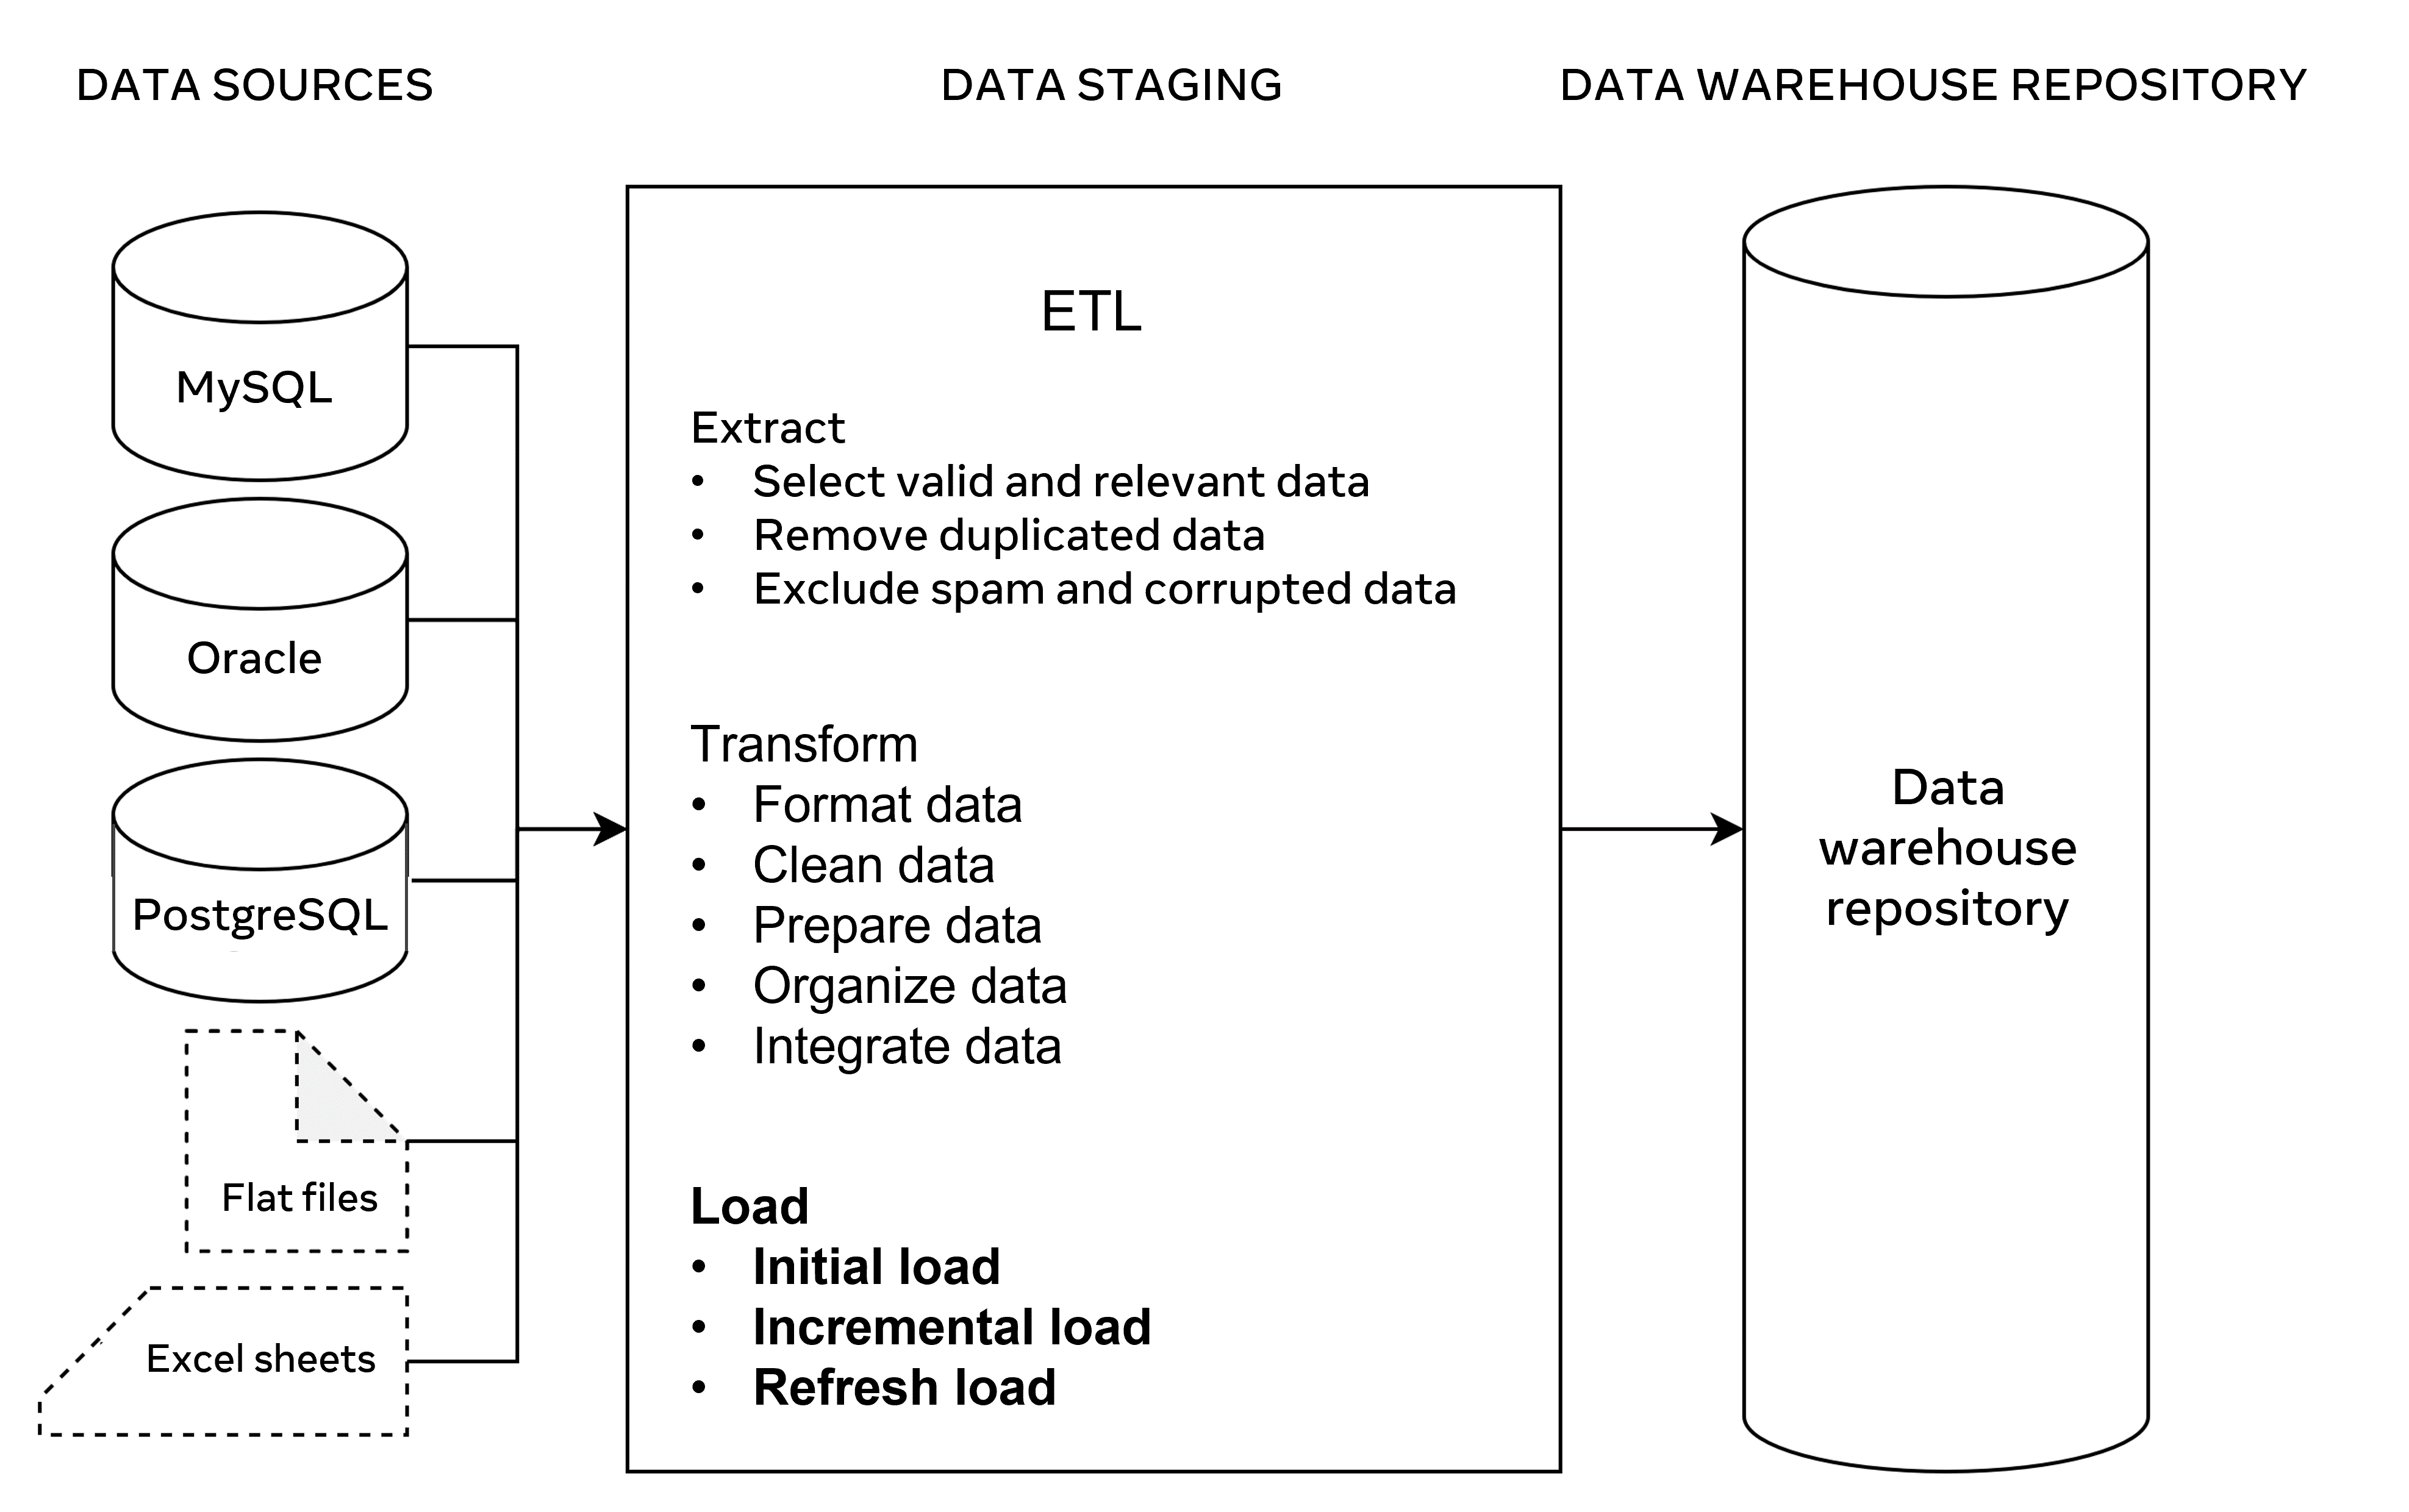 DATA SOURCES
DATA STAGING
DATA WAREHOUSE REPOSITORY
MySQL
Oracle
PostgreSQL
Flat files
Excel sheets
ETL
Extract
• Select valid and relevant data
• Remove duplicated data
• Exclude spam and corrupted data
Transform
• Format data
• Clean data
• Prepare data
• Organize data
• Integrate data
Load
• Initial load
• Incremental load
• Refresh load
Data
warehouse
repository